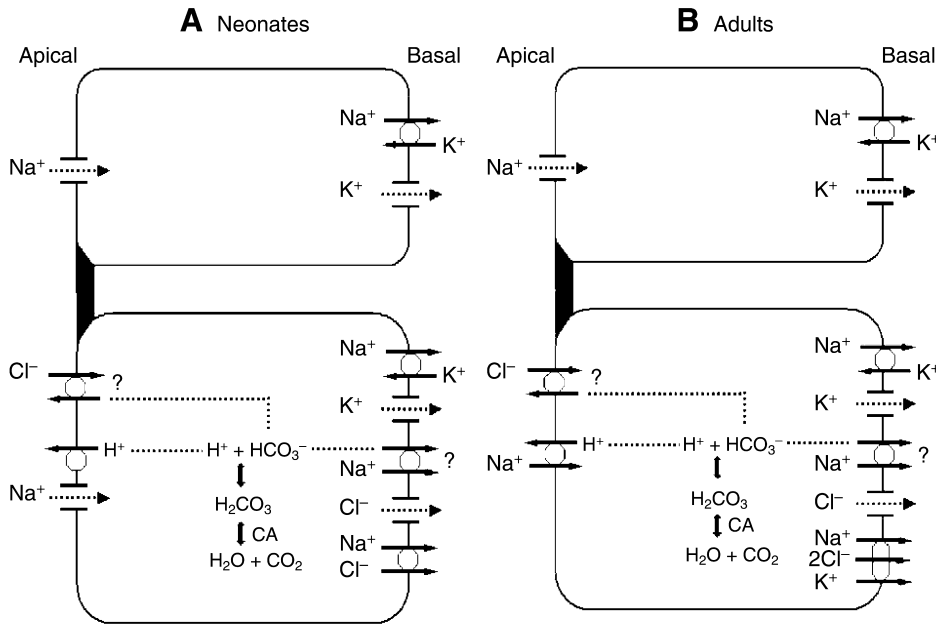 A Neonates
Apical
Basal
Na⁺
K⁺
Na⁺
K⁺
Cl⁻
?
Na⁺
K⁺
K⁺
H⁺
H⁺ + HCO₃⁻
?
Na⁺
Na⁺
H₂CO₃
Cl⁻
CA
Na⁺
H₂O + CO₂
Cl⁻
B Adults
Apical
Basal
Na⁺
K⁺
Na⁺
K⁺
Cl⁻
?
Na⁺
K⁺
K⁺
H⁺
H⁺ + HCO₃⁻
?
Na⁺
Na⁺
H₂CO₃
Cl⁻
CA
Na⁺
H₂O + CO₂
2Cl⁻
K⁺